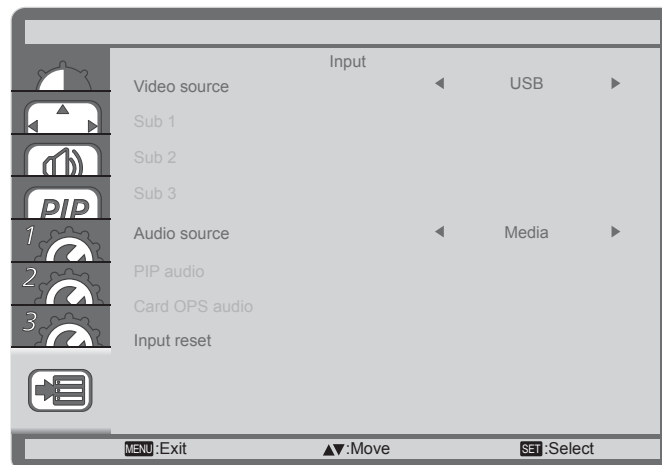 Input
Video source USB
Sub 1
Sub 2
Sub 3
Audio source Media
PIP audio
Card OPS audio
Input reset
PIP
1
2
3
MENU :Exit :Move SET :Select